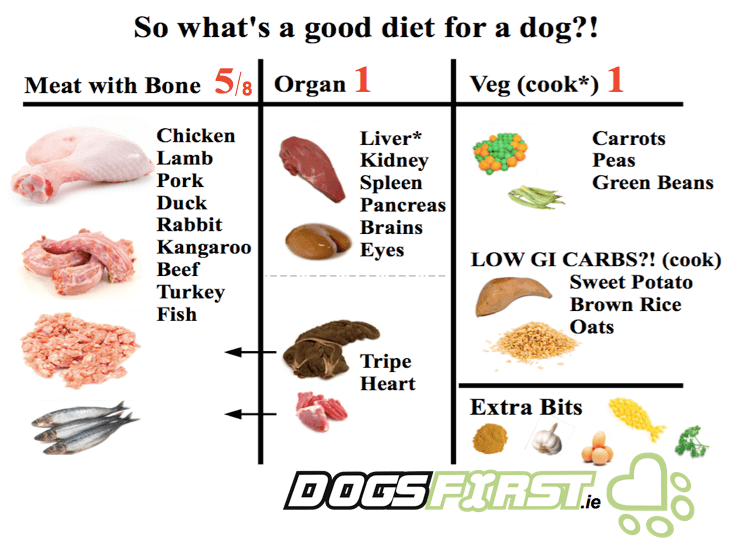 So what's a good diet for a dog?!
Meat with Bone 5/8
Chicken
Lamb
Pork
Duck
Rabbit
Kangaroo
Beef
Turkey
Fish
Organ 1
Liver*
Kidney
Spleen
Pancreas
Brains
Eyes
Tripe
Heart
Veg (cook*) 1
Carrots
Peas
Green Beans
LOW GI CARBS?! (cook)
Sweet Potato
Brown Rice
Oats
Extra Bits
DOGSFIRST.ie